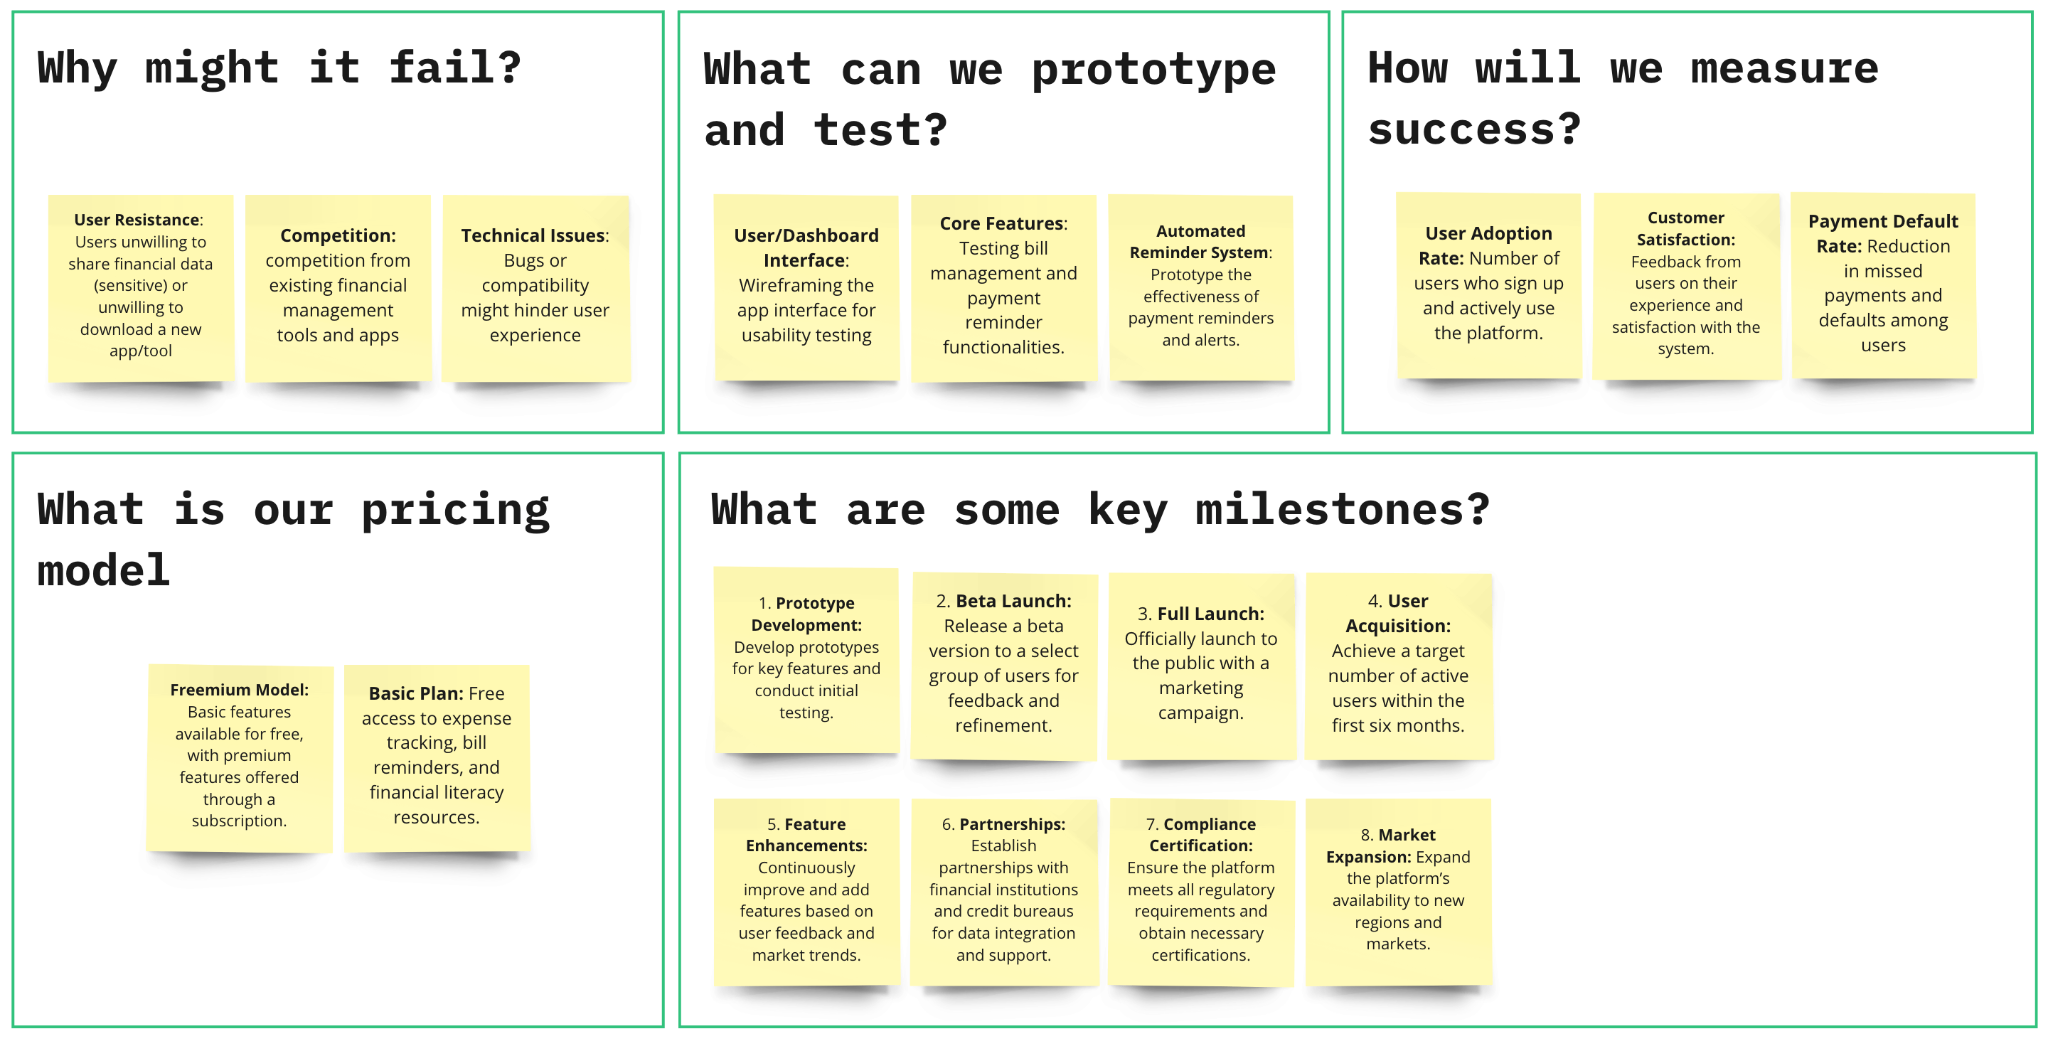 Why might it fail?
User Resistance:
Users unwilling to
share financial data
(sensitive) or
unwilling to
download a new
app/tool
Competition:
competition from
existing financial
management
tools and apps
Technical Issues:
Bugs or
compatibility
might hinder user
experience
What can we prototype
and test?
User/Dashboard
Interface:
Wireframing the
app interface for
usability testing
Core Features:
Testing bill
management and
payment
reminder
functionalities.
Automated
Reminder System:
Prototype the
effectiveness of
payment reminders
and alerts.
How will we measure
success?
User Adoption
Rate: Number of
users who sign up
and actively use
the platform.
Customer
Satisfaction:
Feedback from
users on their
experience and
satisfaction with the
system.
Payment Default
Rate: Reduction
in missed
payments and
defaults among
users
What is our pricing
model
Freemium Model:
Basic features
available for free,
with premium
features offered
through a
subscription.
Basic Plan: Free
access to expense
tracking, bill
reminders, and
financial literacy
resources.
What are some key milestones?
1. Prototype
Development:
Develop prototypes
for key features and
conduct initial
testing.
2. Beta Launch:
Release a beta
version to a select
group of users for
feedback and
refinement.
3. Full Launch:
Officially launch to
the public with a
marketing
campaign.
4. User
Acquisition:
Achieve a target
number of active
users within the
first six months.
5. Feature
Enhancements:
Continuously
improve and add
features based on
user feedback and
market trends.
6. Partnerships:
Establish
partnerships with
financial institutions
and credit bureaus
for data integration
and support.
7. Compliance
Certification:
Ensure the platform
meets all regulatory
requirements and
obtain necessary
certifications.
8. Market
Expansion: Expand
the platform's
availability to new
regions and
markets.